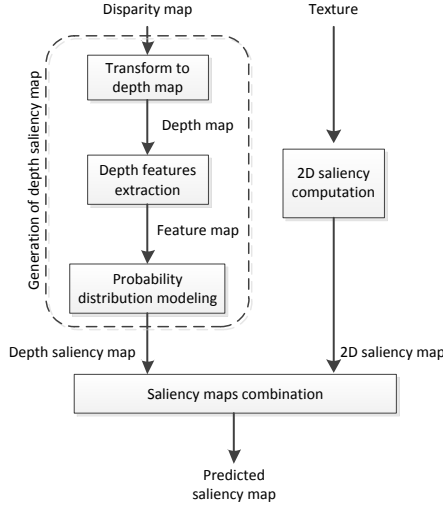 Disparity map
Texture
Generation of depth saliency map
Transform to
depth map
Depth map
Depth features
extraction
2D saliency
computation
Feature map
Probability
distribution modeling
Depth saliency map
2D saliency map
Saliency maps combination
Predicted
saliency map